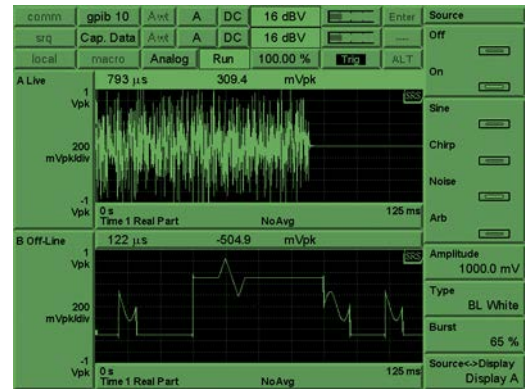 comm gpib 10 Awt A DC 16 dBV Enter
srq Cap. Data Awt A DC 16 dBV
local macro Analog Run 100.00 % Trig ALT
A Live 793 µs 309.4 mVpk
1
Vpk
SRS
200
mVpk/div
-1
Vpk
0 s 125 ms
Time 1 Real Part NoAvg
B Off-Line 122 µs -504.9 mVpk
1
Vpk
SRS
200
mVpk/div
-1
Vpk
0 s 125 ms
Time 1 Real Part NoAvg
Source
Off
On
Sine
Chirp
Noise
Arb
Amplitude
1000.0 mV
Type
BL White
Burst
65 %
Source<->Display
Display A